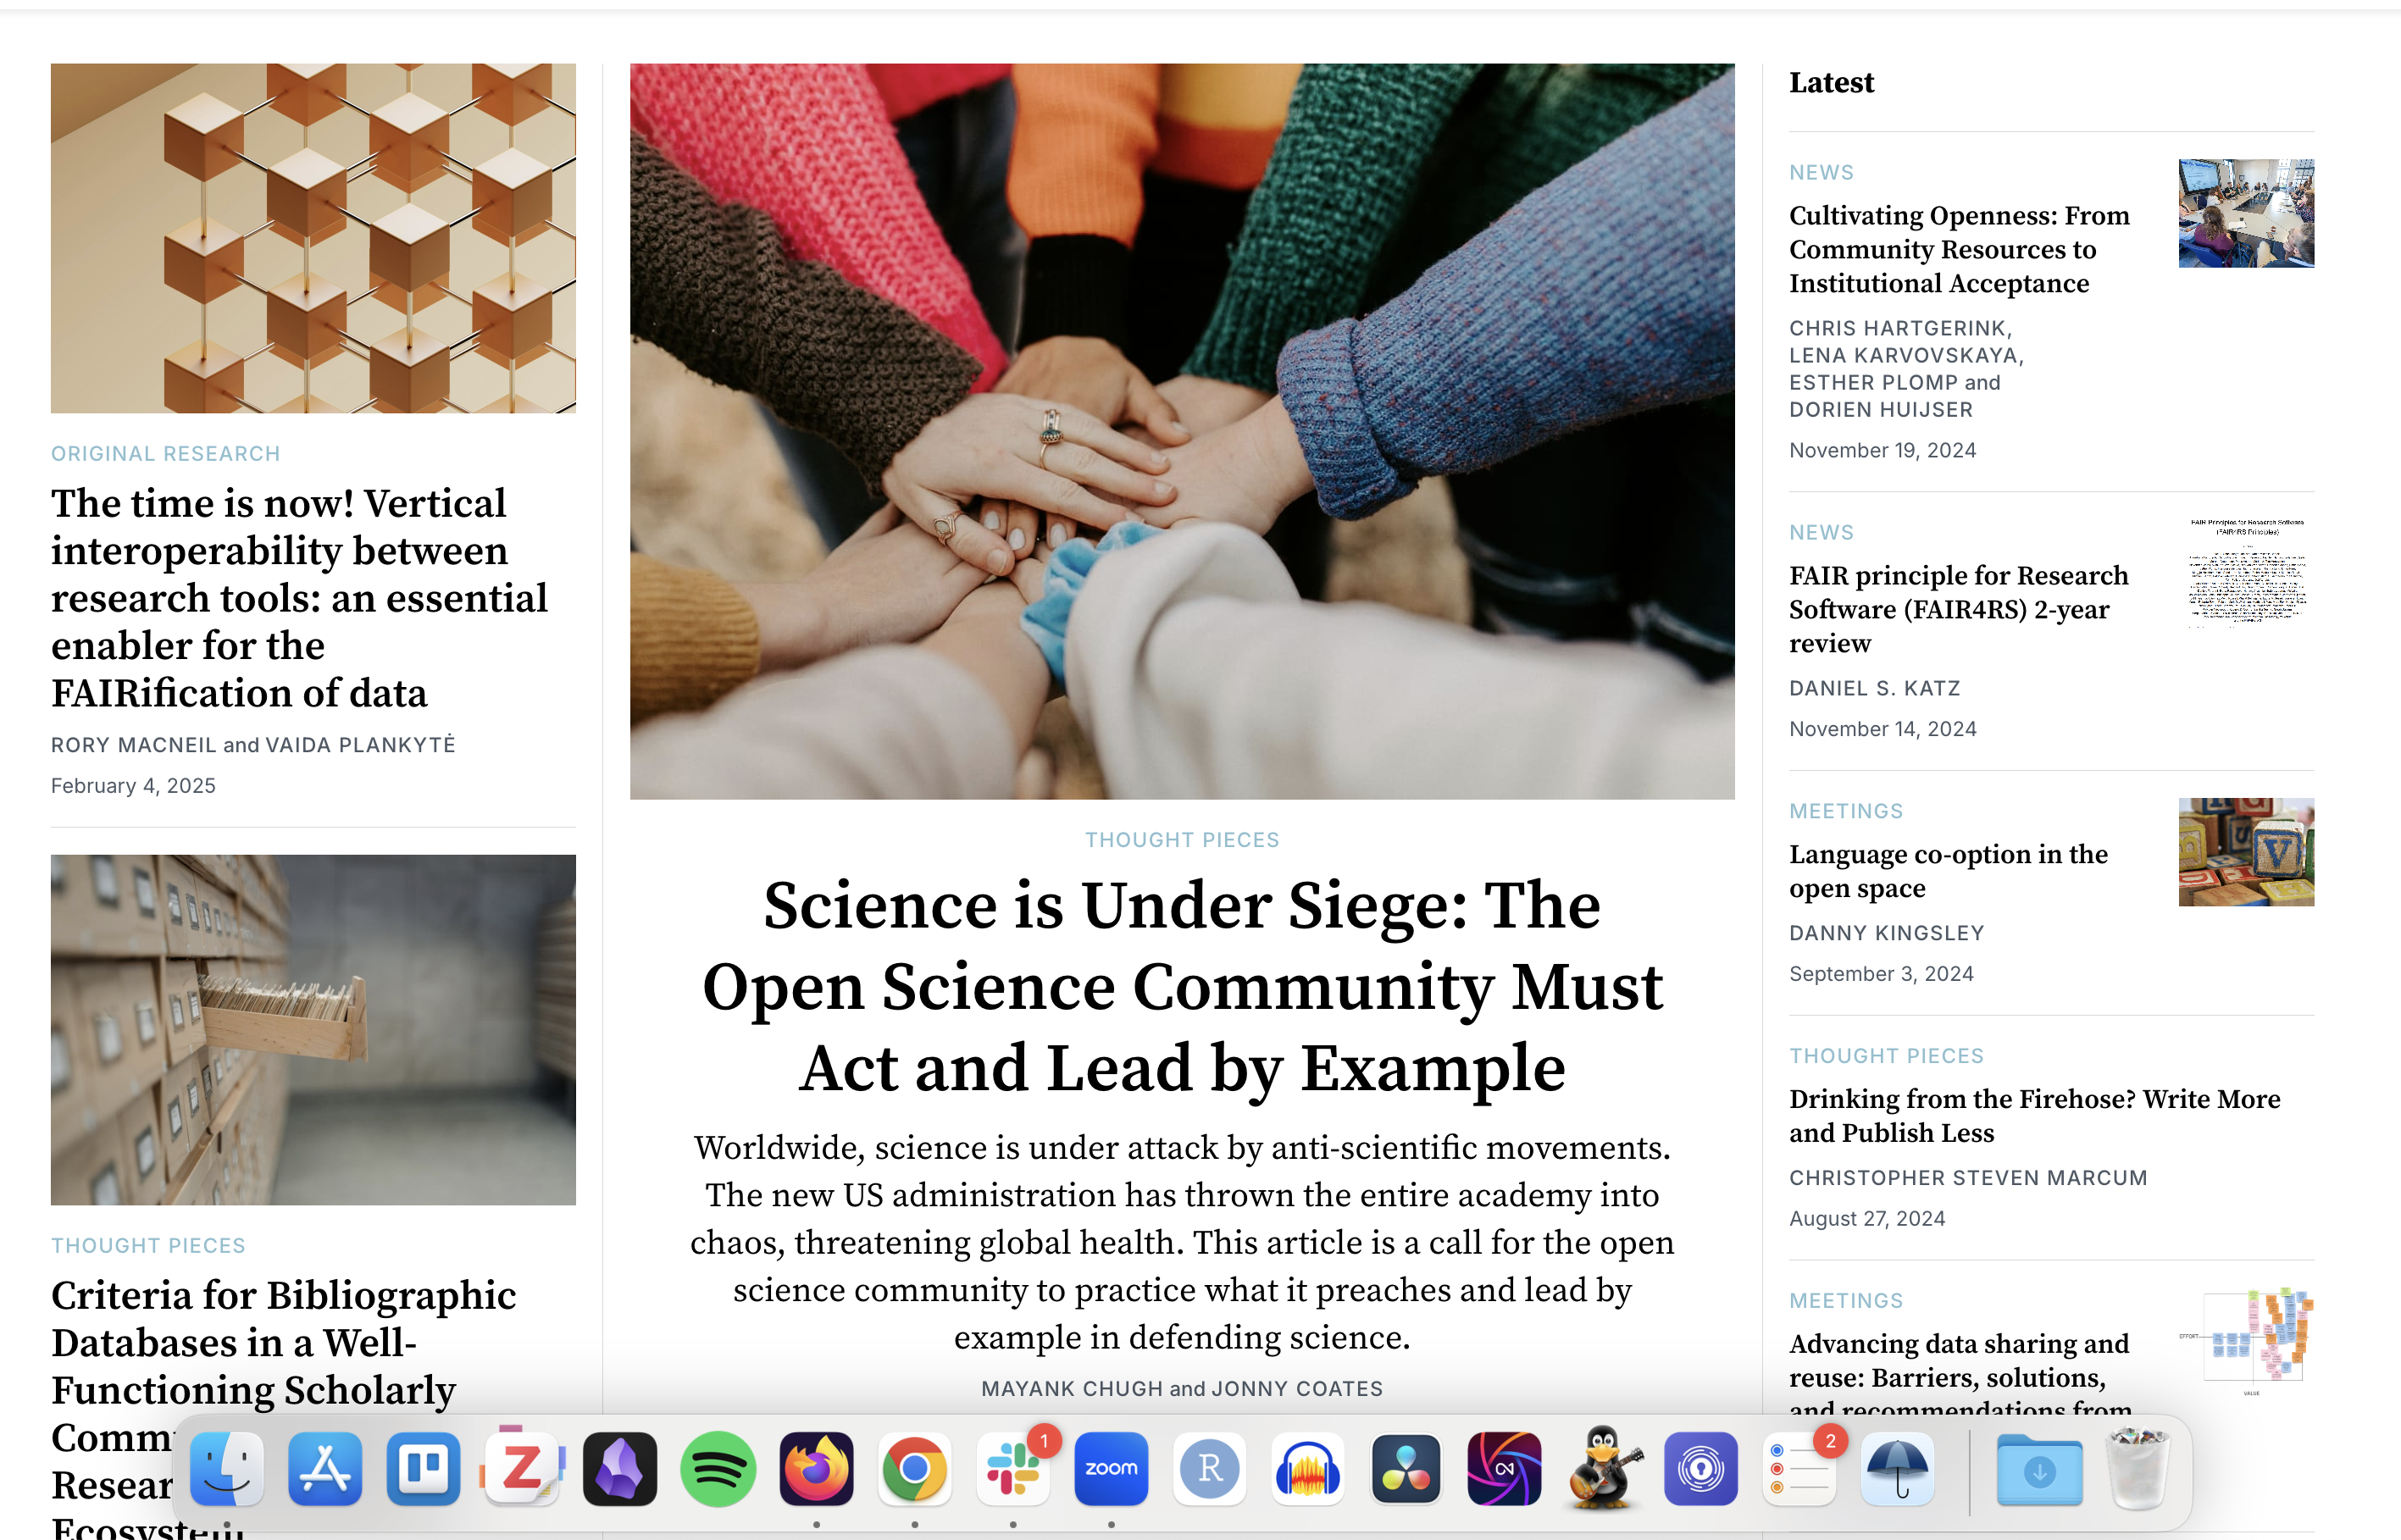 ORIGINAL RESEARCH
The time is now! Vertical
interoperability between
research tools: an essential
enabler for the
FAIRification of data
RORY MACNEIL and VAIDA PLANKYTĖ
February 4, 2025
THOUGHT PIECES
Criteria for Bibliographic
Databases in a Well-
Functioning Scholarly
THOUGHT PIECES
Science is Under Siege: The
Open Science Community Must
Act and Lead by Example
Worldwide, science is under attack by anti-scientific movements.
The new US administration has thrown the entire academy into
chaos, threatening global health. This article is a call for the open
science community to practice what it preaches and lead by
example in defending science.
MAYANK CHUGH and JONNY COATES
Latest
NEWS
Cultivating Openness: From
Community Resources to
Institutional Acceptance
CHRIS HARTGERINK,
LENA KARVOVSKAYA,
ESTHER PLOMP and
DORIEN HUIJSER
November 19, 2024
NEWS
FAIR principle for Research
Software (FAIR4RS) 2-year
review
DANIEL S. KATZ
November 14, 2024
FAIR Principles for Research Software
(FAIR4RS Principles)
MEETINGS
Language co-option in the
open space
DANNY KINGSLEY
September 3, 2024
V
THOUGHT PIECES
Drinking from the Firehose? Write More
and Publish Less
CHRISTOPHER STEVEN MARCUM
August 27, 2024
MEETINGS
Advancing data sharing and
reuse: Barriers, solutions,
and recommendations from
EFFORT
VALUE
Z
1
zoom
R
2